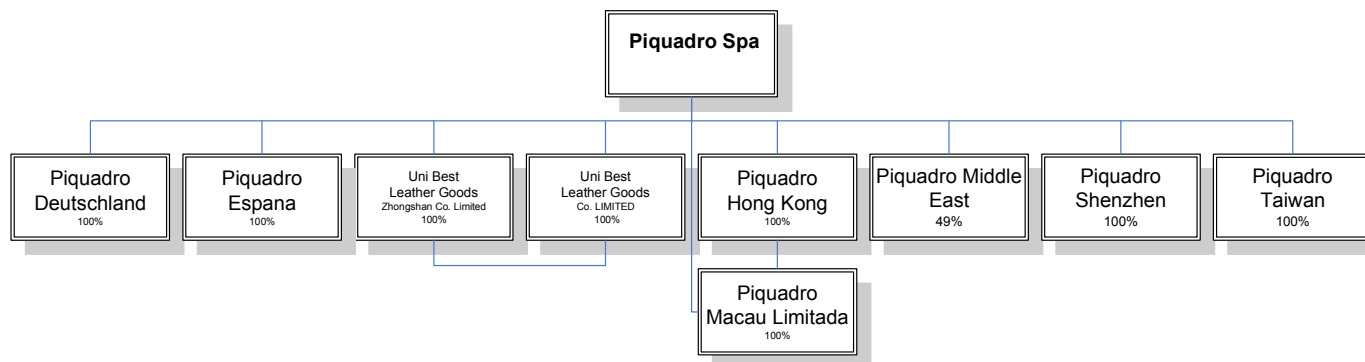 Piquadro Spa
Piquadro
Deutschland
100%
Piquadro
Espana
100%
Uni Best
Leather Goods
Zhongshan Co. Limited
100%
Uni Best
Leather Goods
Co. LIMITED
100%
Piquadro
Hong Kong
100%
Piquadro Middle
East
49%
Piquadro
Shenzhen
100%
Piquadro
Taiwan
100%
Piquadro
Macau Limitada
100%